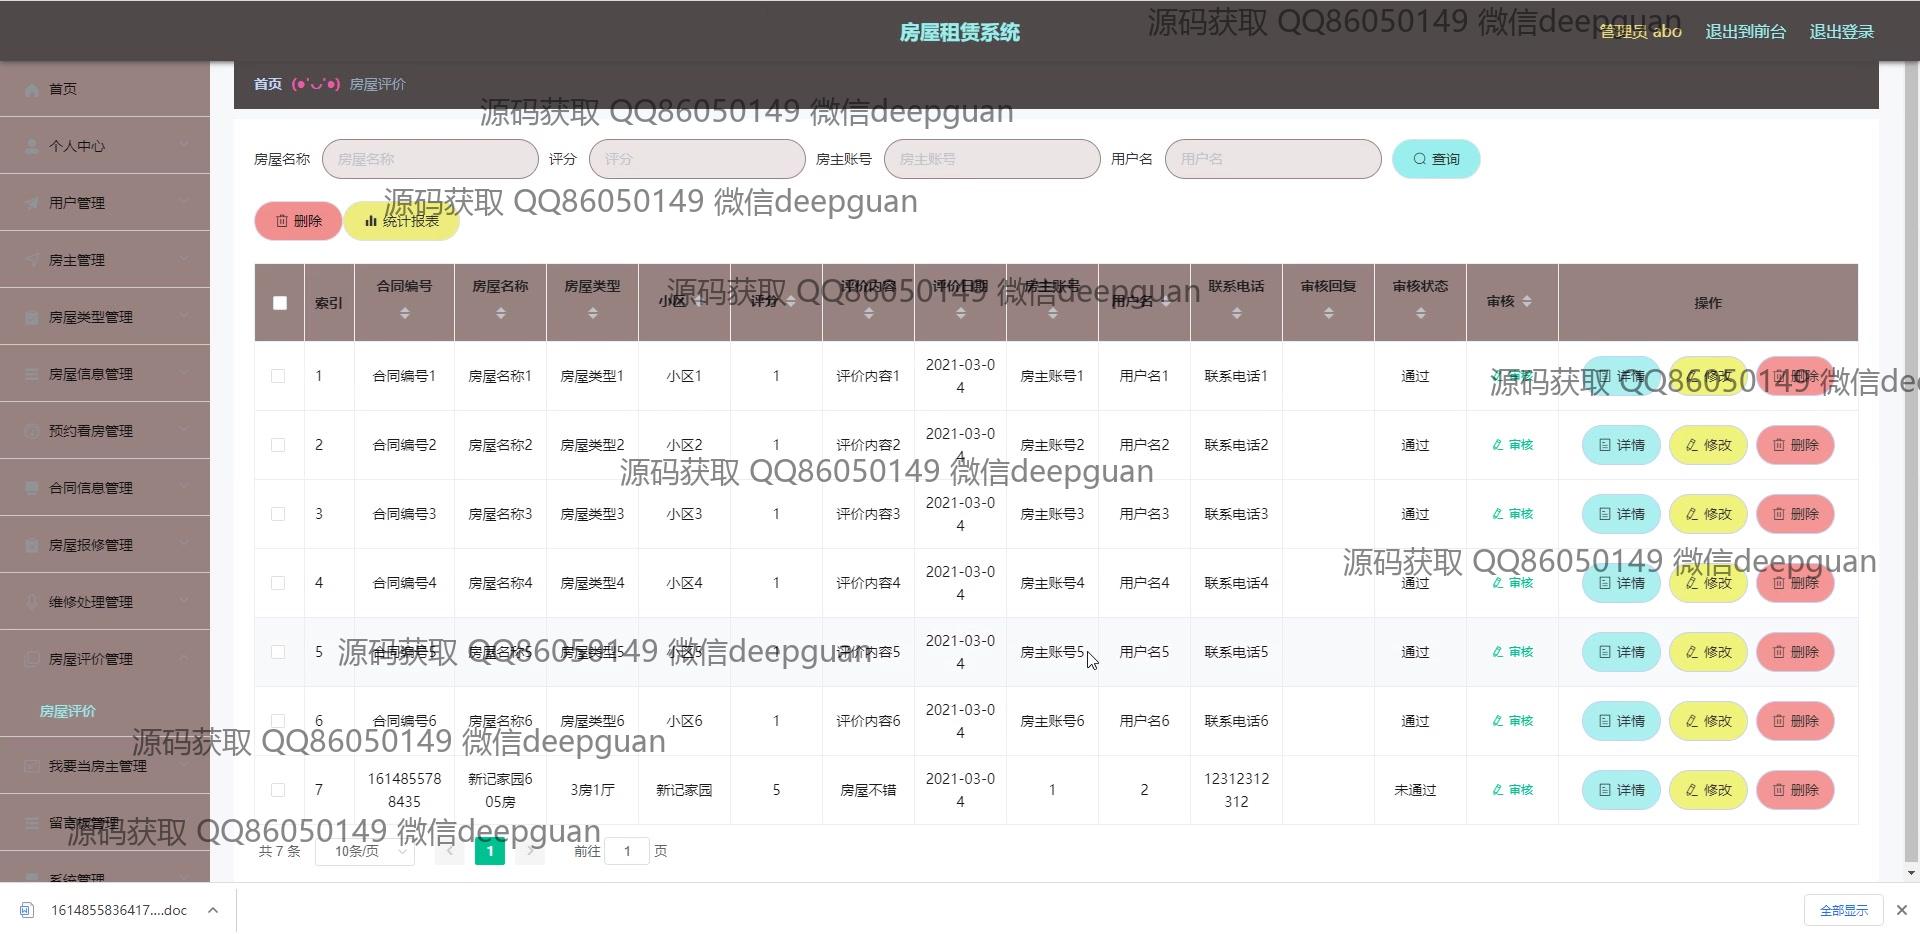 房屋租赁系统
管理员 abo 退出到前台 退出登录
源码获取 QQ86050149 微信deepguan
首页
个人中心
用户管理
房主管理
房屋类型管理
房屋信息管理
预约看房管理
合同信息管理
房屋报修管理
维修处理管理
房屋评价管理
房屋评价
我要当房主管理
留言板管理
系统管理
首页 (●'◡'●) 房屋评价
源码获取 QQ86050149 微信deepguan
房屋名称 房屋名称 评分 评分 房主账号 房主账号 用户名 用户名 查询
源码获取 QQ86050149 微信deepguan
删除 统计报表
源码获取 QQ86050149 微信deepguan
索引 合同编号 房屋名称 房屋类型 小区 评分 评价内容 评价日期 房主账号 用户名 联系电话 审核回复 审核状态 审核 操作
1 合同编号1 房屋名称1 房屋类型1 小区1 1 评价内容1 2021-03-04 房主账号1 用户名1 联系电话1 通过 审核 详情 修改 删除
源码获取 QQ86050149 微信de
2 合同编号2 房屋名称2 房屋类型2 小区2 1 评价内容2 2021-03-04 房主账号2 用户名2 联系电话2 通过 审核 详情 修改 删除
源码获取 QQ86050149 微信deepguan
3 合同编号3 房屋名称3 房屋类型3 小区3 1 评价内容3 2021-03-04 房主账号3 用户名3 联系电话3 通过 审核 详情 修改 删除
源码获取 QQ86050149 微信deepguan
4 合同编号4 房屋名称4 房屋类型4 小区4 1 评价内容4 2021-03-04 房主账号4 用户名4 联系电话4 通过 审核 详情 修改 删除
5 合同编号5 房屋名称5 房屋类型5 小区5 1 评价内容5 2021-03-04 房主账号5 用户名5 联系电话5 通过 审核 详情 修改 删除
源码获取 QQ86050149 微信deepguan
6 合同编号6 房屋名称6 房屋类型6 小区6 1 评价内容6 2021-03-04 房主账号6 用户名6 联系电话6 通过 审核 详情 修改 删除
源码获取 QQ86050149 微信deepguan
7 1614855788435 新记家园605房 3房1厅 新记家园 5 房屋不错 2021-03-04 1 2 12312312312 未通过 审核 详情 修改 删除
源码获取 QQ86050149 微信deepguan
共 7 条 10条/页 1 前往 1 页
1614855836417....doc 全部显示